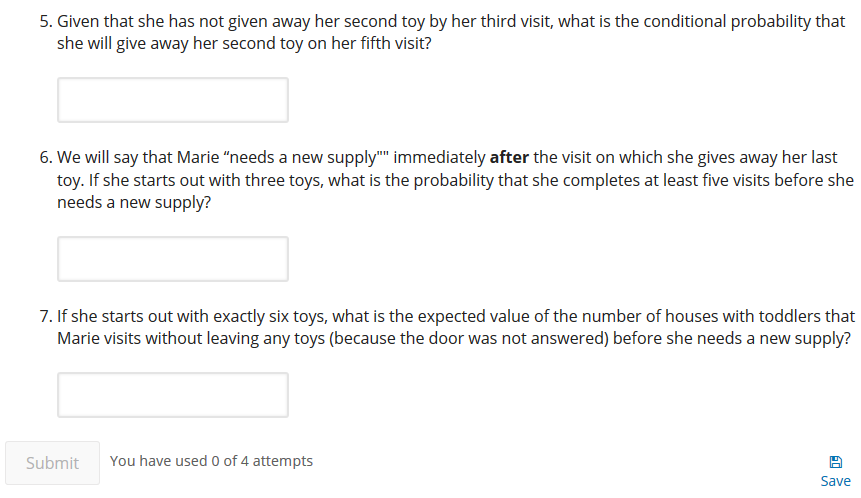 5. Given that she has not given away her second toy by her third visit, what is the conditional probability that
she will give away her second toy on her fifth visit?
6. We will say that Marie “needs a new supply"" immediately after the visit on which she gives away her last
toy. If she starts out with three toys, what is the probability that she completes at least five visits before she
needs a new supply?
7. If she starts out with exactly six toys, what is the expected value of the number of houses with toddlers that
Marie visits without leaving any toys (because the door was not answered) before she needs a new supply?
Submit
You have used 0 of 4 attempts
Save